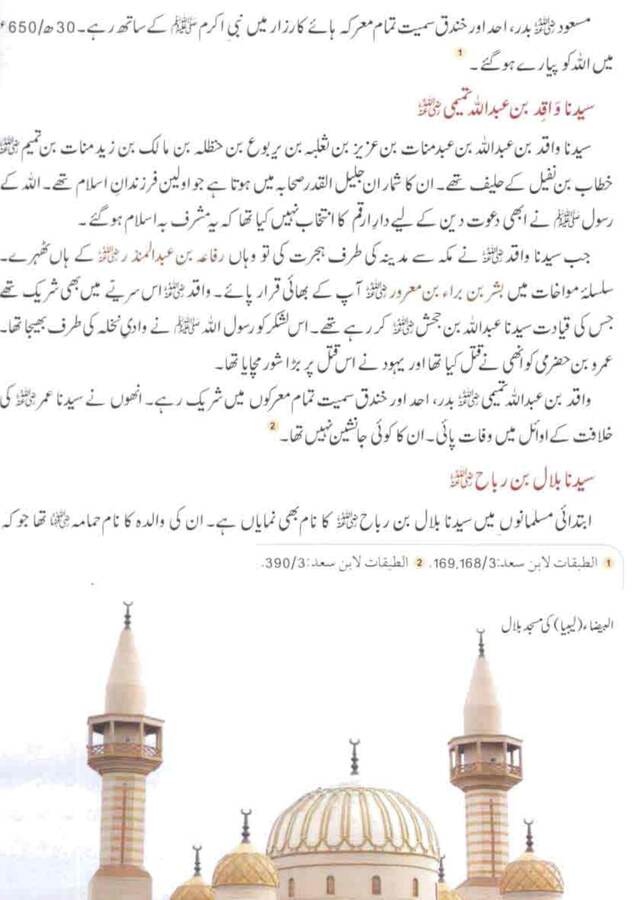 مسعود رضی اللہ عنہ بدر، احد اور خندق سمیت تمام معرکہ ہائے کارزار میں نبی اکرم ﷺ کے ساتھ رہے۔ 30ھ/650ء
میں اللہ کو پیارے ہو گئے۔ 1
سیدنا وَاقِد بن عبداللہ تمیمی رضی اللہ عنہ
سیدنا واقد بن عبداللہ بن عبدمنات بن عزیز بن ثعلبہ بن یربوع بن حنظلہ بن مالک بن زید منات بن تمیم رضی اللہ عنہ
خطاب بن نفیل کے حلیف تھے۔ ان کا شمار ان جلیل القدر صحابہ میں ہوتا ہے جو اولین فرزندانِ اسلام تھے۔ اللہ کے
رسول ﷺ نے ابھی دعوت دین کے لیے دارِ ارقم کا انتخاب نہیں کیا تھا کہ یہ مشرف بہ اسلام ہو گئے۔
جب سیدنا واقد رضی اللہ عنہ نے مکہ سے مدینہ کی طرف ہجرت کی تو وہاں رفاعہ بن عبدالمنذر رضی اللہ عنہ کے ہاں ٹھہرے۔
سلسلۂ مواخات میں بشر بن براء بن معرور رضی اللہ عنہ آپ کے بھائی قرار پائے۔ واقد رضی اللہ عنہ اس سریے میں بھی شریک تھے
جس کی قیادت سیدنا عبداللہ بن جحش رضی اللہ عنہ کر رہے تھے۔ اس لشکر کو رسول اللہ ﷺ نے وادیِ نخلہ کی طرف بھیجا تھا۔
عمرو بن حضرمی کو انھی نے قتل کیا تھا اور یہود نے اس قتل پر بڑا شور مچایا تھا۔
واقد بن عبداللہ تمیمی رضی اللہ عنہ بدر، احد اور خندق سمیت تمام معرکوں میں شریک رہے۔ انھوں نے سیدنا عمر رضی اللہ عنہ کی
خلافت کے اوائل میں وفات پائی۔ ان کا کوئی جانشین نہیں تھا۔ 2
سیدنا بلال بن رباح رضی اللہ عنہ
ابتدائی مسلمانوں میں سیدنا بلال بن رباح رضی اللہ عنہ کا نام بھی نمایاں ہے۔ ان کی والدہ کا نام حمامہ رضی اللہ عنہا تھا جو کہ
1 الطبقات لابن سعد: 169,168/3. 2 الطبقات لابن سعد: 390/3.
البیضاء (لیبیا) کی مسجد بلال